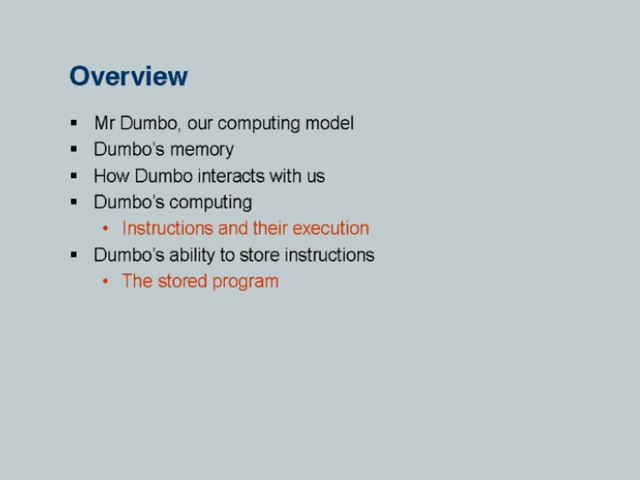 Overview
▪ Mr Dumbo, our computing model
▪ Dumbo's memory
▪ How Dumbo interacts with us
▪ Dumbo's computing
• Instructions and their execution
▪ Dumbo's ability to store instructions
• The stored program